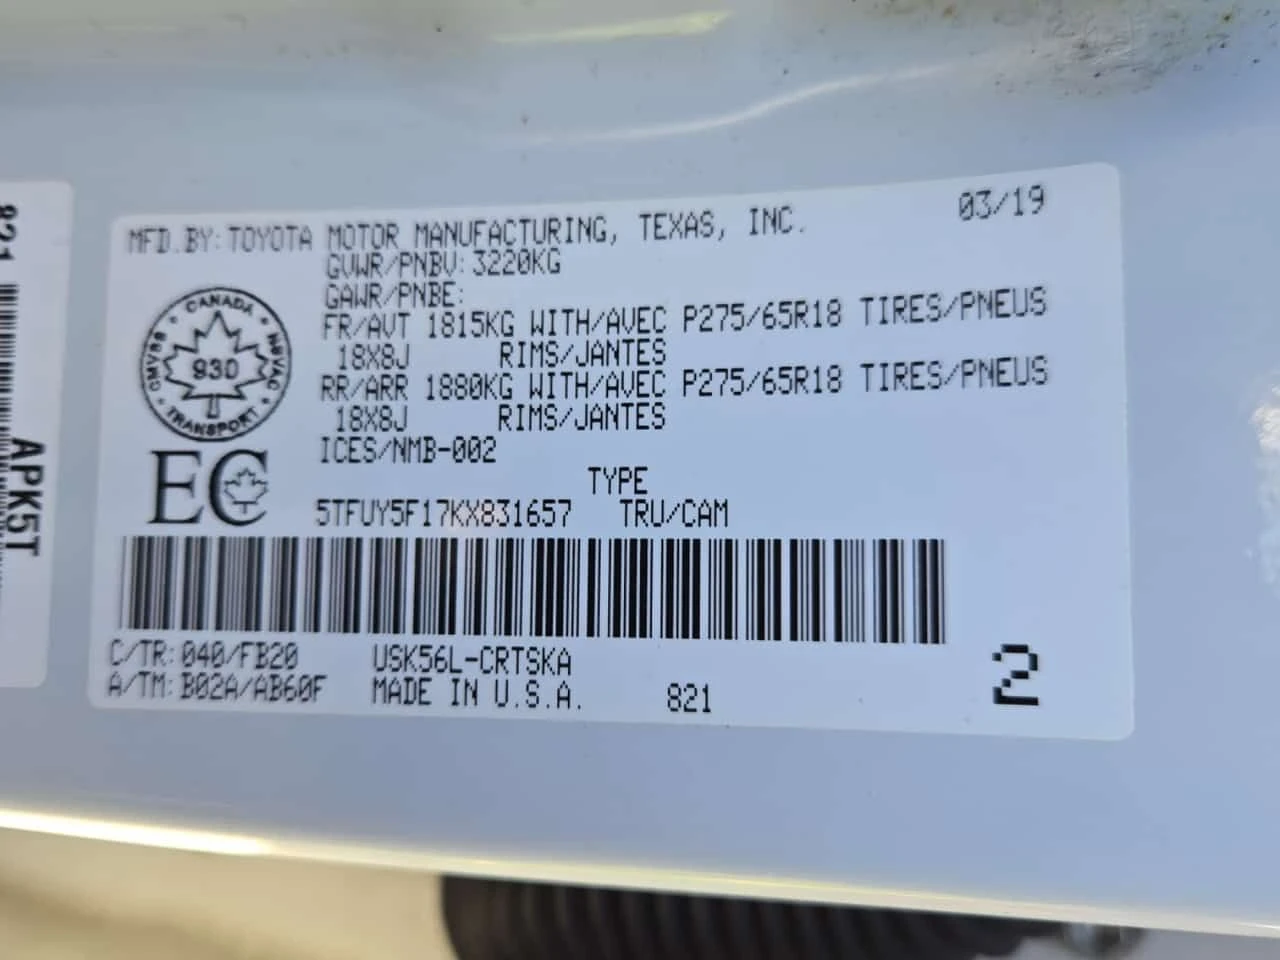 MFD.BY:TOYOTA MOTOR MANUFACTURING, TEXAS, INC. 03/19
GVWR/PNBV:3220KG
GAWR/PNBE:
FR/AVT 1815KG WITH/AVEC P275/65R18 TIRES/PNEUS
18X8J RIMS/JANTES
RR/ARR 1880KG WITH/AVEC P275/65R18 TIRES/PNEUS
18X8J RIMS/JANTES
ICES/NMB-002
CANADA
CMVSS NSVAC
930
TRANSPORT
EC
TYPE
5TFUY5F17KX831657 TRU/CAM
C/TR:040/FB20 USK56L-CRTSKA
A/TM:B02A/AB60F MADE IN U.S.A. 821
2
821
APK5T